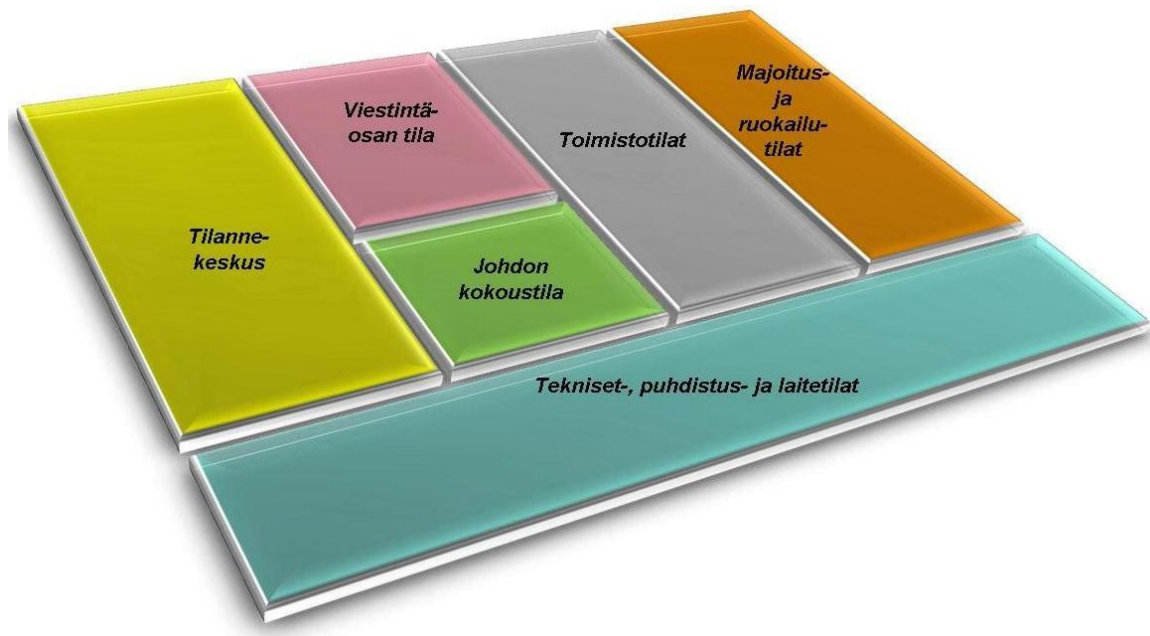 Tilanne-
keskus
Viestintä-
osan tila
Johdon
kokoustila
Toimistotilat
Majoitus-
ja
ruokailu-
tilat
Tekniset-, puhdistus- ja laitetilat